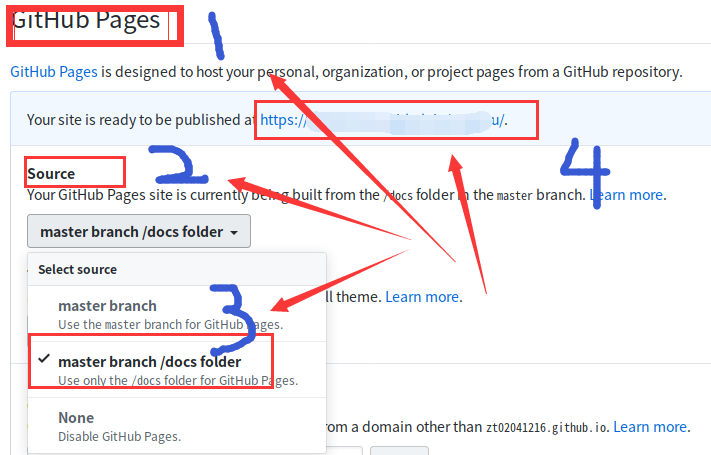 GitHub Pages
1
GitHub Pages is designed to host your personal, organization, or project pages from a GitHub repository.
Your site is ready to be published at https:// u/.
2
4
Source
Your GitHub Pages site is currently being built from the /docs folder in the master branch. Learn more.
master branch /docs folder
Select source
3
ll theme. Learn more.
master branch
Use the master branch for GitHub Pages.
master branch /docs folder
Use only the /docs folder for GitHub Pages.
None
om a domain other than zt02041216.github.io. Learn more.
Disable GitHub Pages.